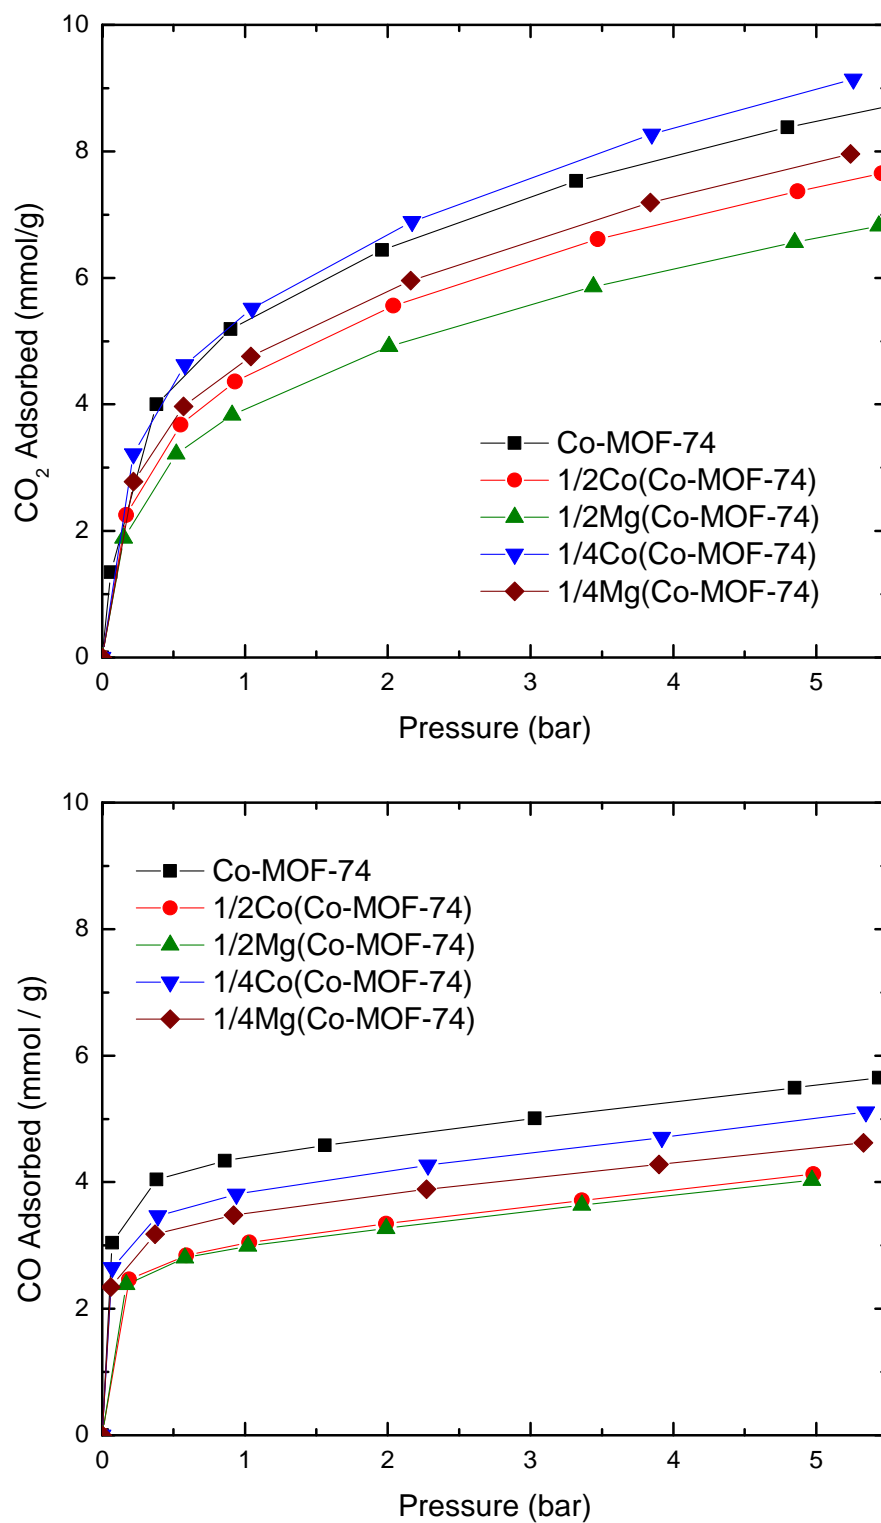 10
8
6
4
2
0
CO2 Adsorbed (mmol/g)
Co-MOF-74
1/2Co(Co-MOF-74)
1/2Mg(Co-MOF-74)
1/4Co(Co-MOF-74)
1/4Mg(Co-MOF-74)
0 1 2 3 4 5
Pressure (bar)
10
8
6
4
2
0
CO Adsorbed (mmol / g)
Co-MOF-74
1/2Co(Co-MOF-74)
1/2Mg(Co-MOF-74)
1/4Co(Co-MOF-74)
1/4Mg(Co-MOF-74)
0 1 2 3 4 5
Pressure (bar)